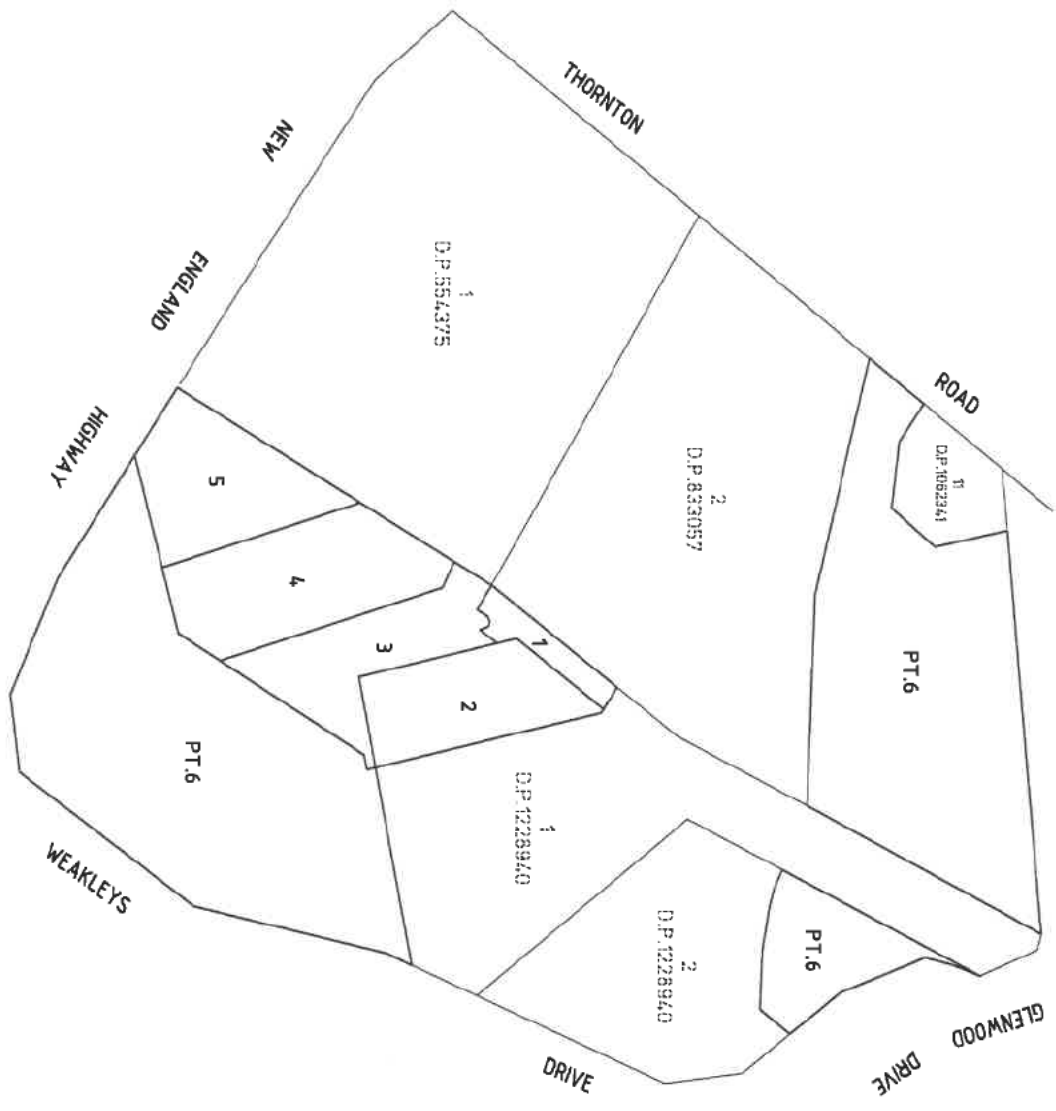 THORNTON
ROAD
NEW
ENGLAND
HIGHWAY
1
D.P.554375
2
D.P.833057
11
D.P.1062341
PT.6
5
4
3
1
2
PT.6
1
D.P.1228940
2
D.P.1228940
PT.6
WEAKLEYS
DRIVE
GLENWOOD
DRIVE